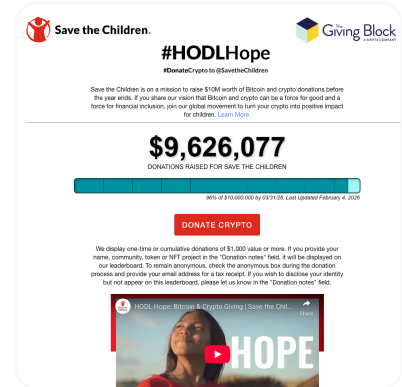 Save the Children.
The Giving Block
A SHIFT4 COMPANY
#HODLHope
#DonateCrypto to @SavetheChildren
Save the Children is on a mission to raise $10M worth of Bitcoin and crypto donations before
the year ends. If you share our vision that Bitcoin and crypto can be a force for good and a
force for financial inclusion, join our global movement to turn your crypto into positive impact
for children. Learn More.
$9,626,077
DONATIONS RAISED FOR SAVE THE CHILDREN
96% of $10,000,000 by 03/31/26, Last Updated February 4, 2026
DONATE CRYPTO
We display one-time or cumulative donations of $1,000 value or more. If you provide your
name, community, token or NFT project in the "Donation notes" field, it will be displayed on
our leaderboard. To remain anonymous, check the anonymous box during the donation
process and provide your email address for a tax receipt. If you wish to disclose your identity
but not appear on this leaderboard, please let us know in the "Donation notes" field.
HODL Hope: Bitcoin & Crypto Giving | Save the Chil...
Share
HOPE